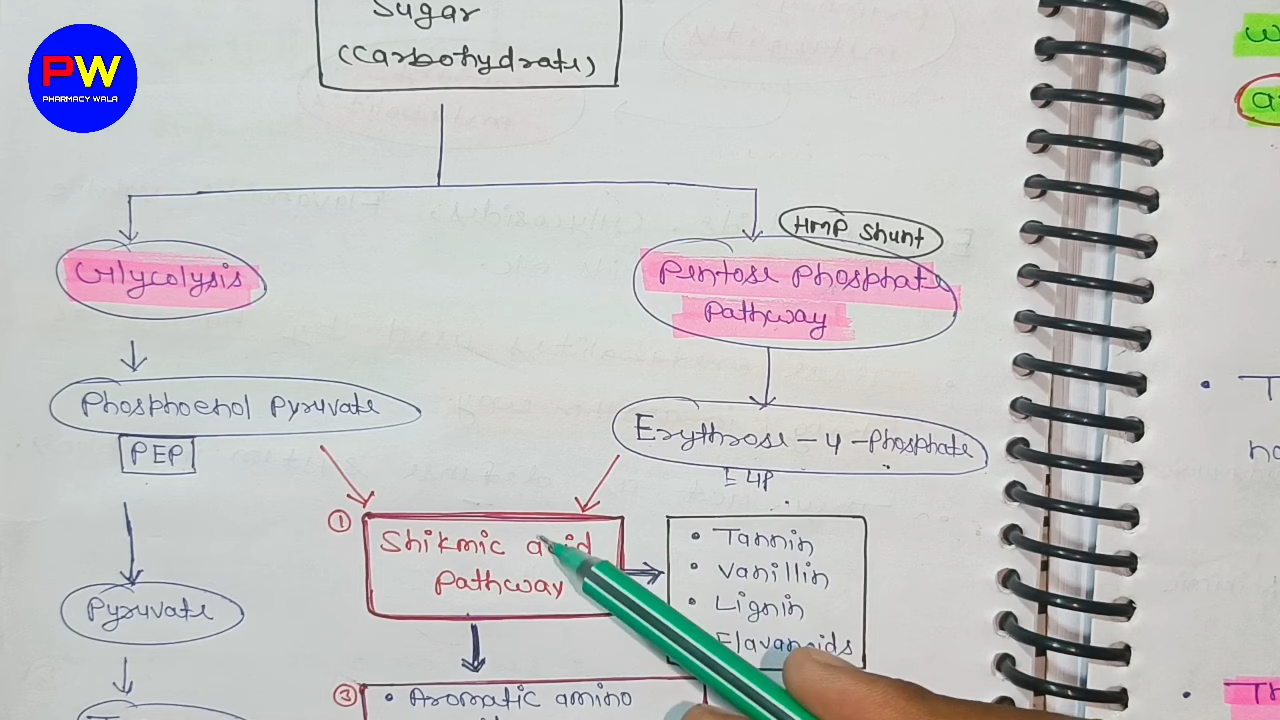 Sugar
(Carbohydrate)
PW
PHARMACY WALA
HMP Shunt
Glycolysis
Pentose Phosphate
Pathway
Phosphoenol Pyruvate
PEP
Erythrose-4-Phosphate
E4P
①
Shikmic acid
Pathway
• Tannin
• Vanillin
• Lignin
Flavanoids
Pyruvate
③
• Aromatic amino